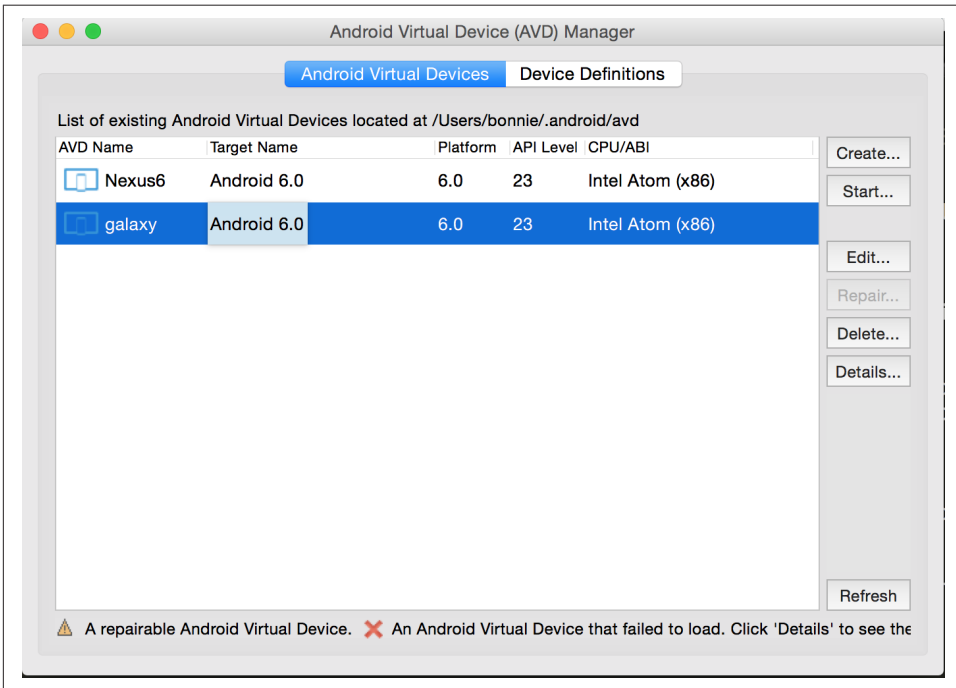 Android Virtual Device (AVD) Manager
Android Virtual Devices Device Definitions
List of existing Android Virtual Devices located at /Users/bonnie/.android/avd
AVD Name Target Name Platform API Level CPU/ABI
Nexus6 Android 6.0 6.0 23 Intel Atom (x86)
galaxy Android 6.0 6.0 23 Intel Atom (x86)
Create...
Start...
Edit...
Repair...
Delete...
Details...
Refresh
A repairable Android Virtual Device. An Android Virtual Device that failed to load. Click 'Details' to see the